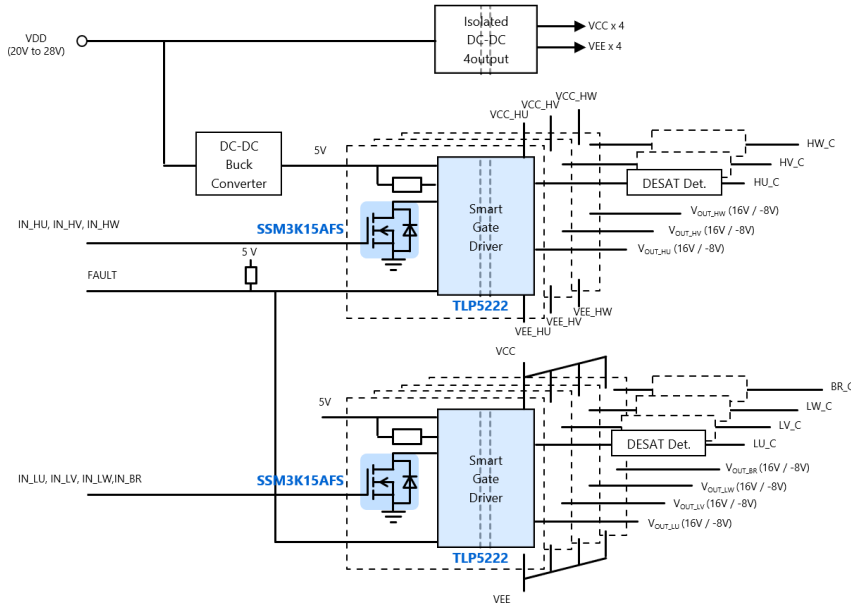 VDD
(20V to 28V)
Isolated
DC-DC
4output
VCC x 4
VEE x 4
VCC_HW
VCC_HV
VCC_HU
DC-DC
Buck
Converter
5V
HW_C
HV_C
DESAT Det.
HU_C
IN_HU, IN_HV, IN_HW
SSM3K15AFS
Smart
Gate
Driver
VOUT_HW (16V / -8V)
VOUT_HV (16V / -8V)
VOUT_HU (16V / -8V)
5 V
FAULT
TLP5222
VEE_HW
VEE_HV
VEE_HU
VCC
BR_C
5V
LW_C
LV_C
DESAT Det.
LU_C
IN_LU, IN_LV, IN_LW,IN_BR
SSM3K15AFS
Smart
Gate
Driver
VOUT_BR (16V / -8V)
VOUT_LW (16V / -8V)
VOUT_LV (16V / -8V)
VOUT_LU (16V / -8V)
TLP5222
VEE